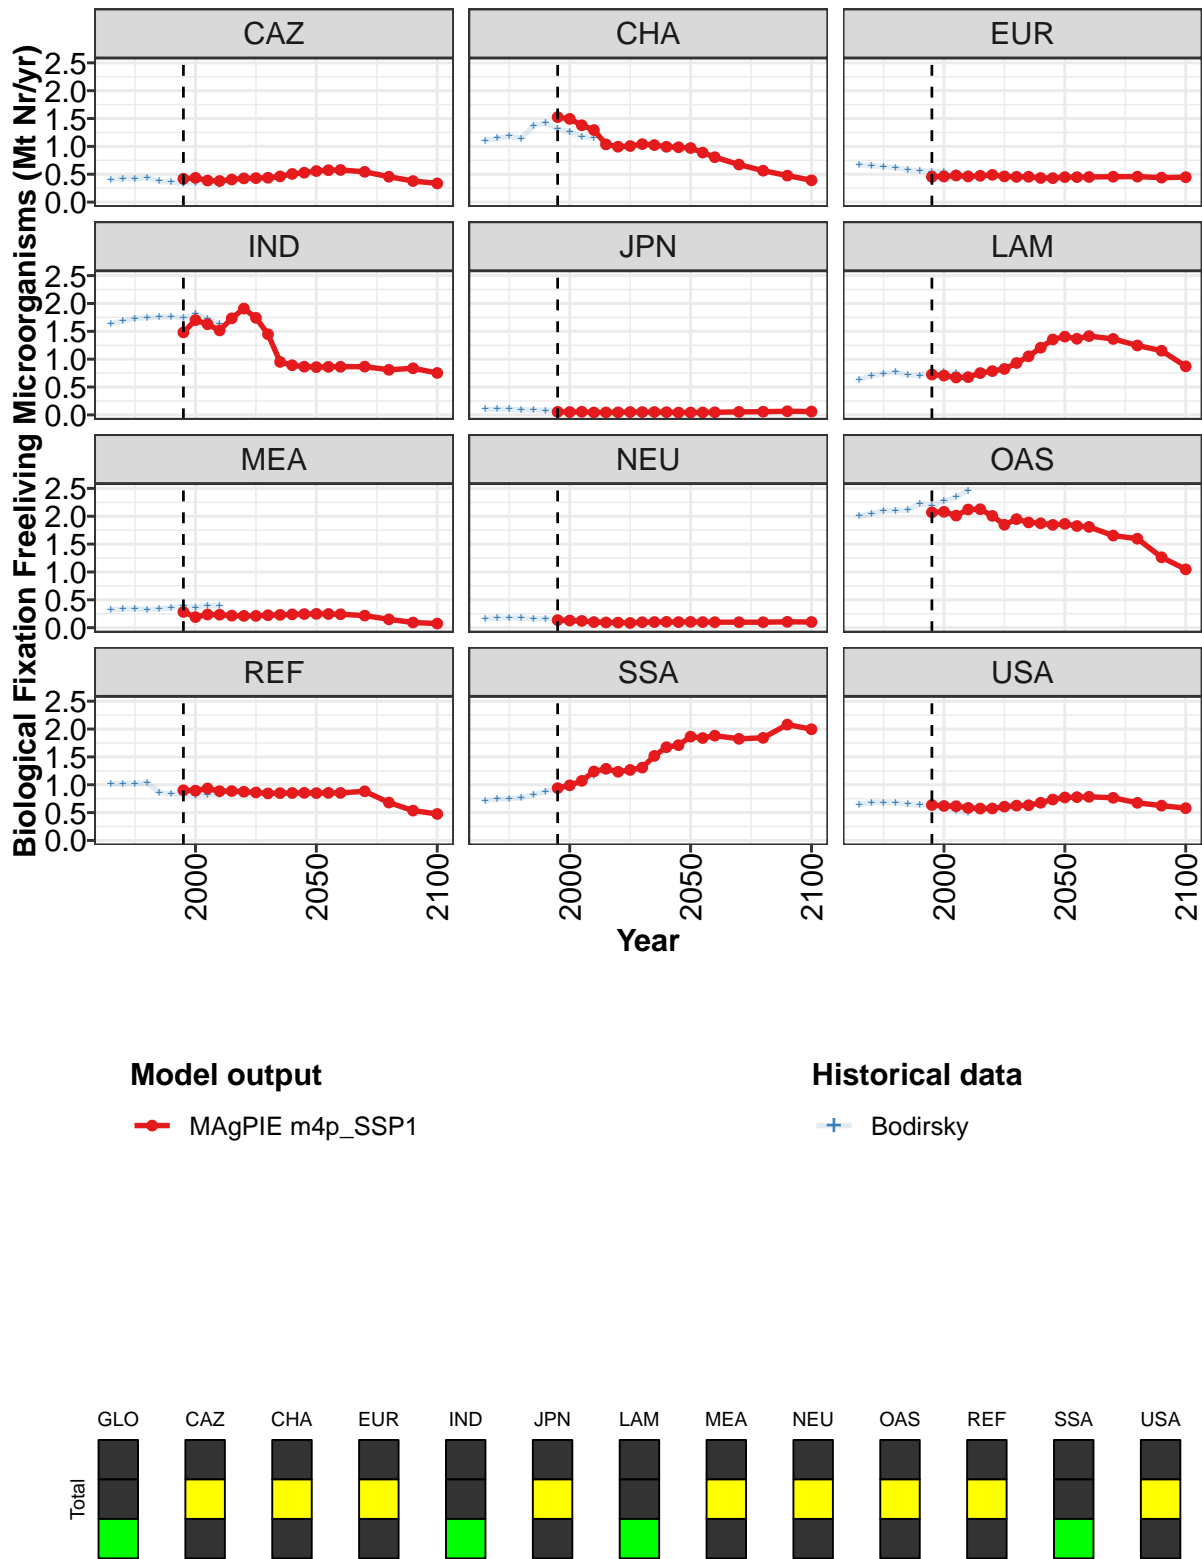 CAZ CHA EUR
2.5
2.0
1.5
1.0
0.5
0.0
IND JPN LAM
2.5
2.0
1.5
1.0
0.5
0.0
MEA NEU OAS
2.5
2.0
1.5
1.0
0.5
0.0
REF SSA USA
2.5
2.0
1.5
1.0
0.5
0.0
Biological Fixation Freeliving Microorganisms (Mt Nr/yr)
2000 2050 2100 2000 2050 2100 2000 2050 2100
Year
Model output
MAgPIE m4p_SSP1
Historical data
Bodirsky
GLO CAZ CHA EUR IND JPN LAM MEA NEU OAS REF SSA USA
Total